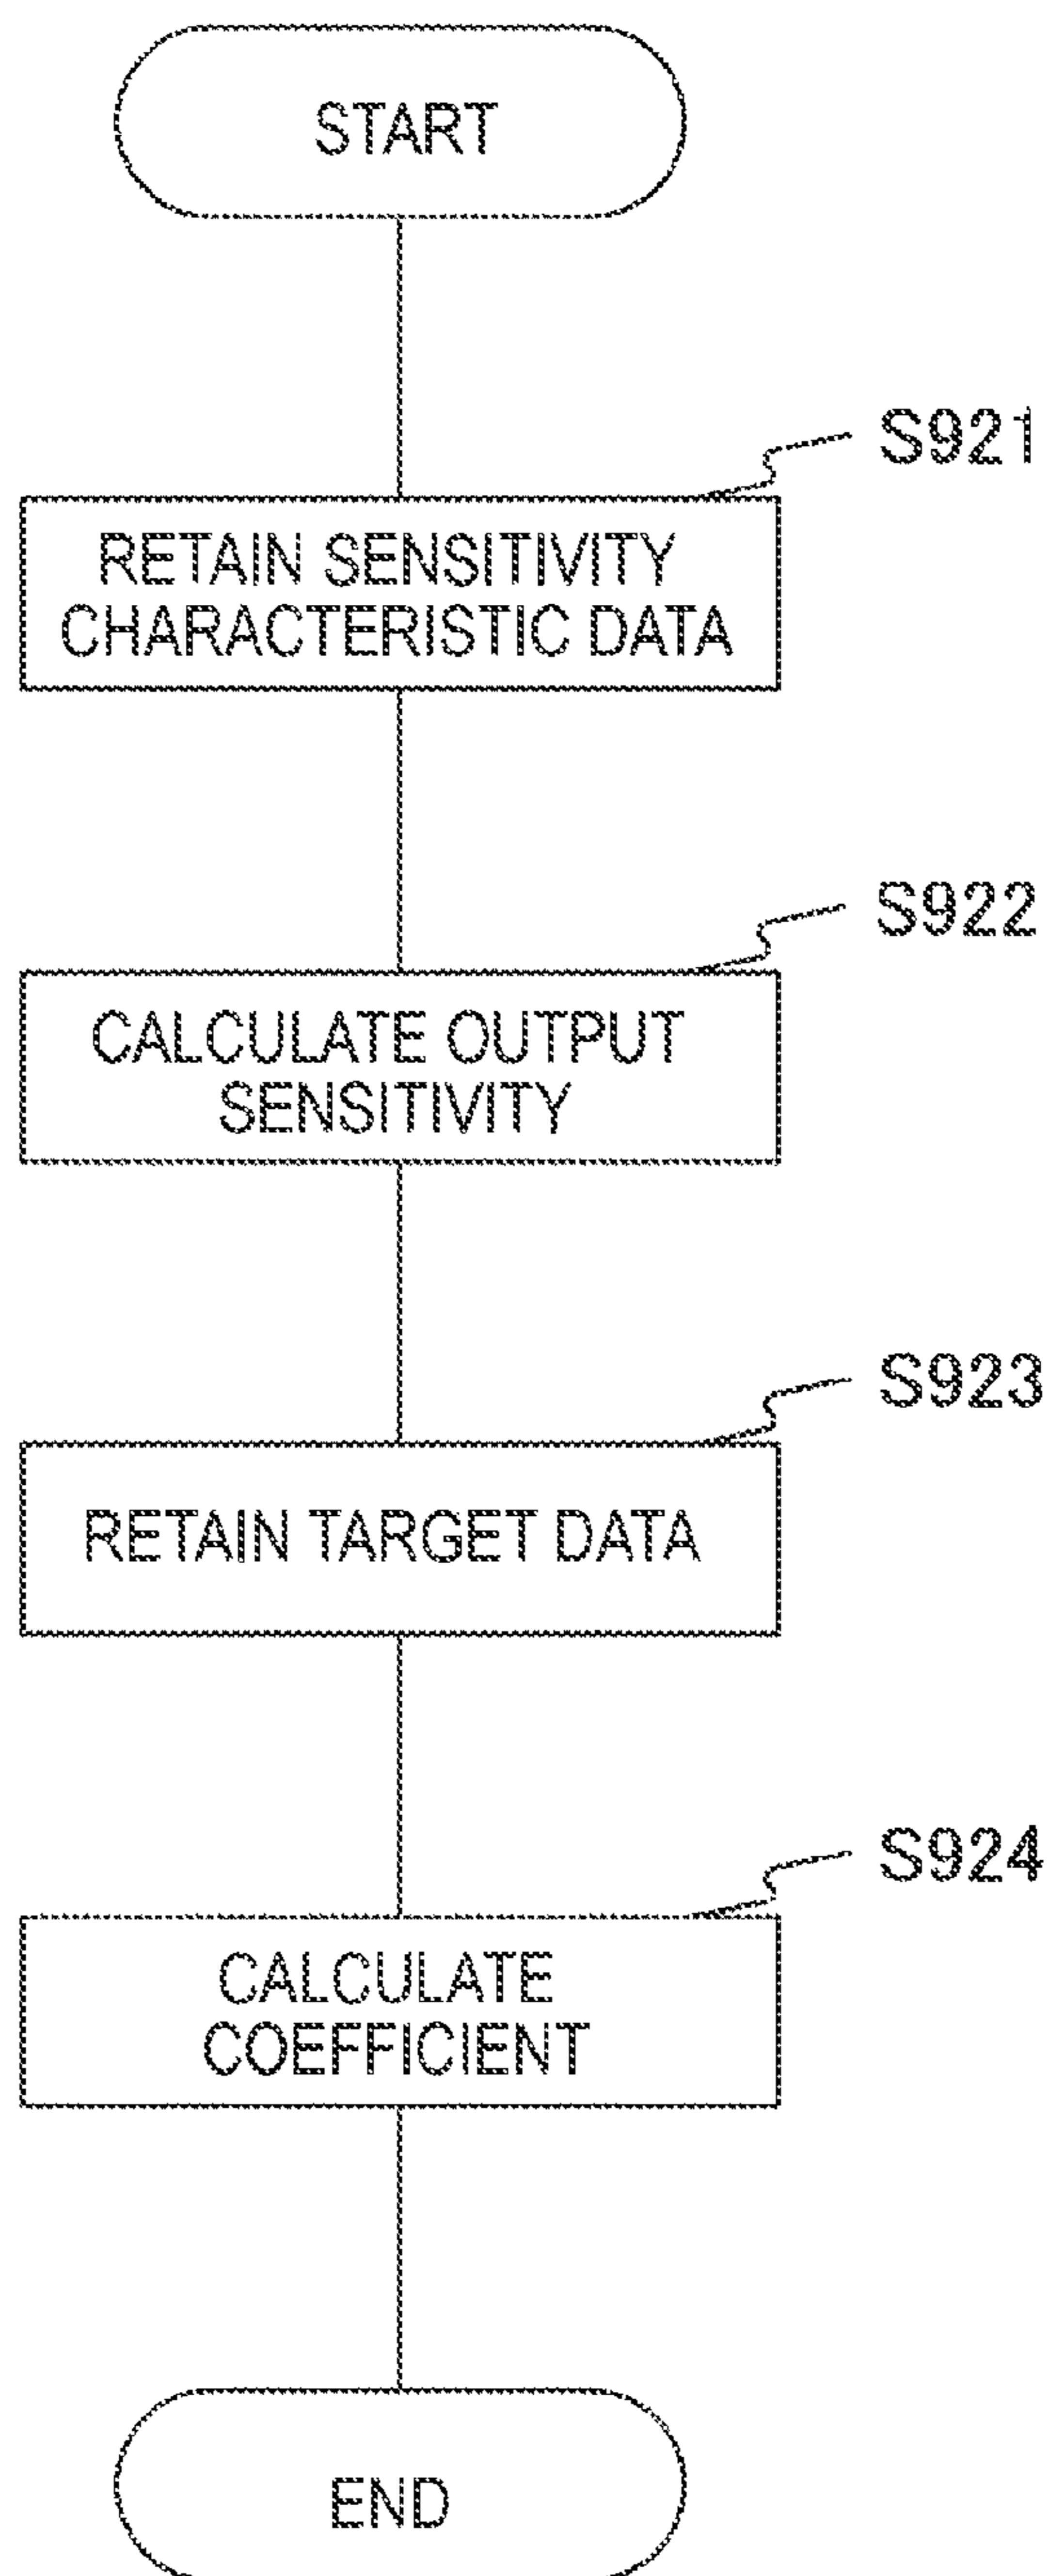 START
S921
RETAIN SENSITIVITY
CHARACTERISTIC DATA
S922
CALCULATE OUTPUT
SENSITIVITY
S923
RETAIN TARGET DATA
S924
CALCULATE
COEFFICIENT
END